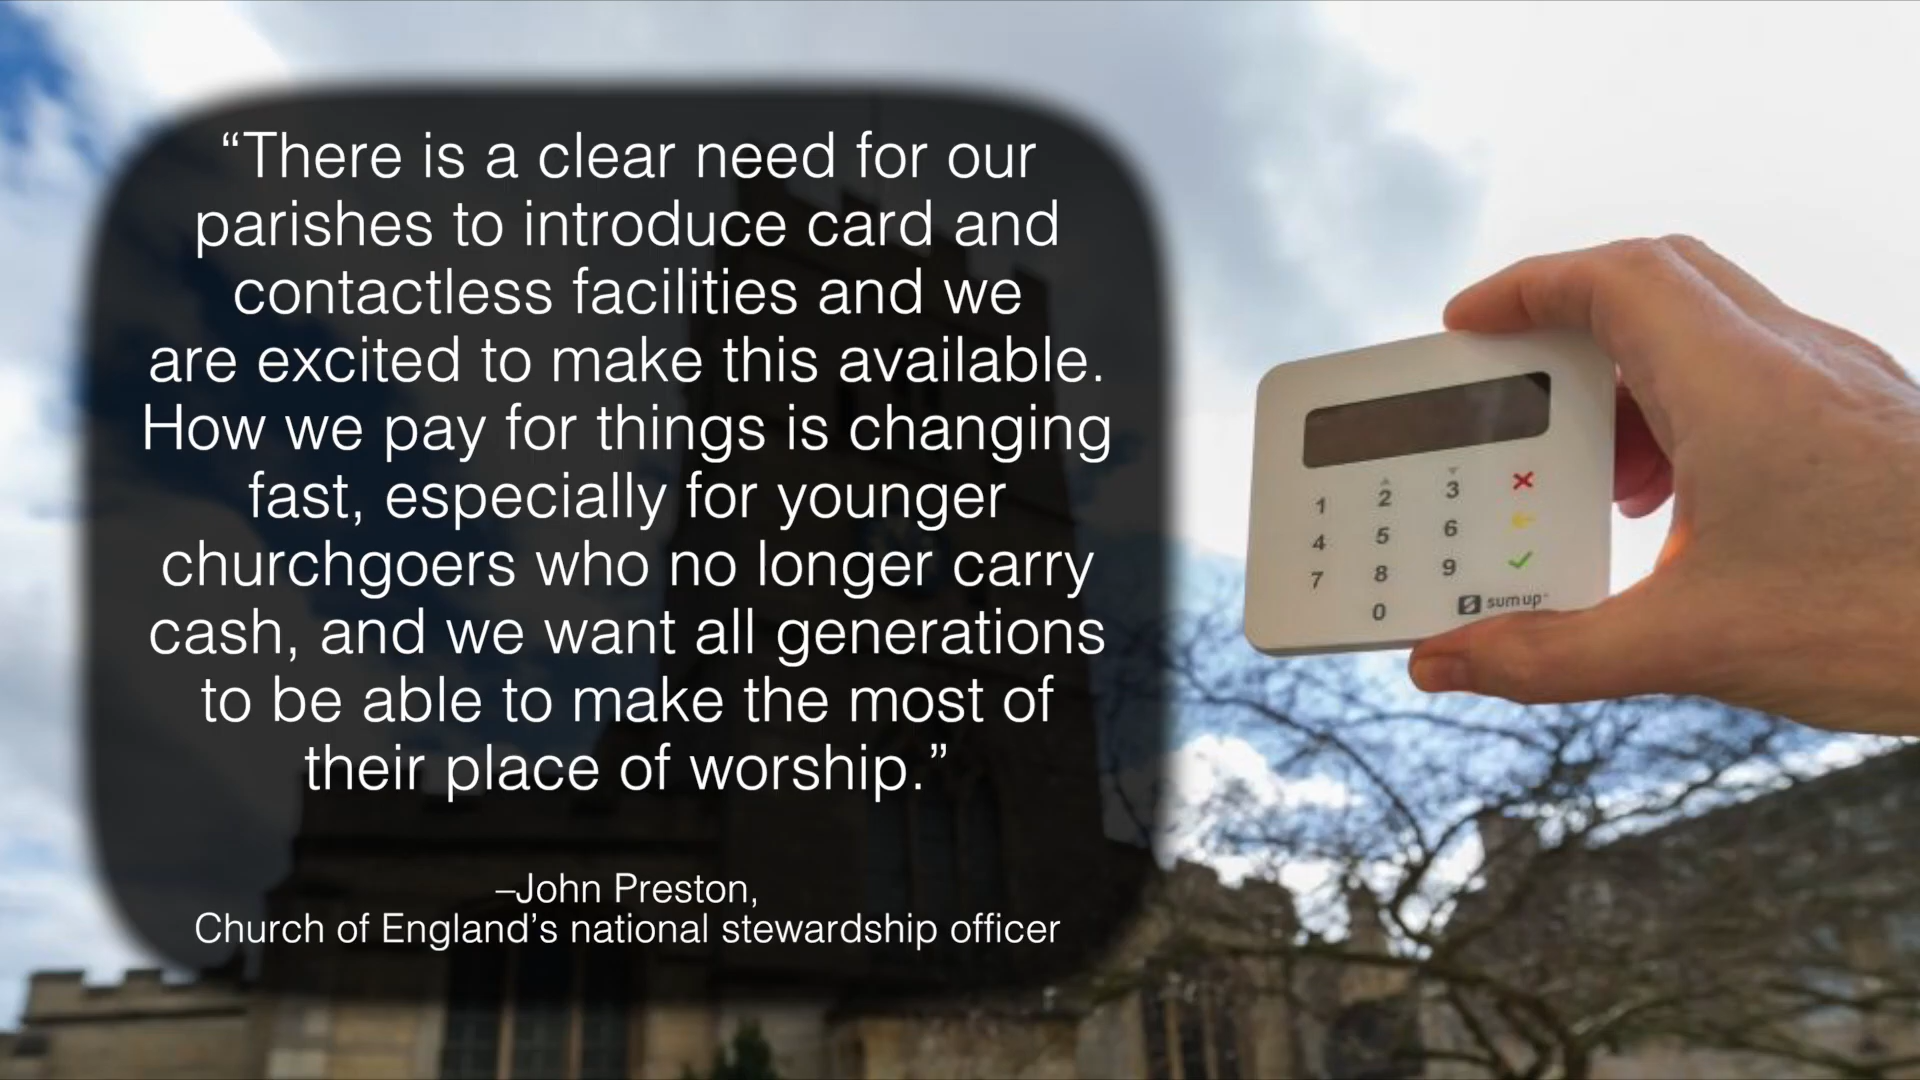 “There is a clear need for our
parishes to introduce card and
contactless facilities and we
are excited to make this available.
How we pay for things is changing
fast, especially for younger
churchgoers who no longer carry
cash, and we want all generations
to be able to make the most of
their place of worship.”
–John Preston,
Church of England’s national stewardship officer
1 2 3
4 5 6
7 8 9
0
sumup